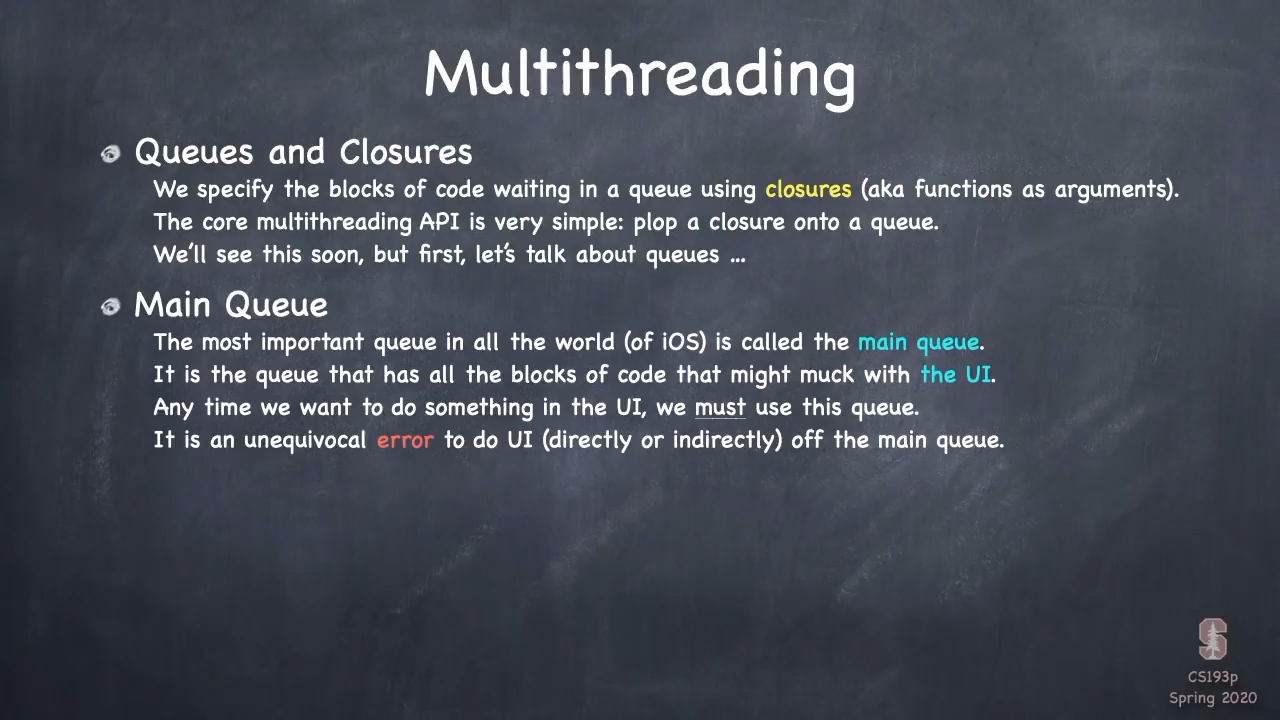 Multithreading
Queues and Closures
We specify the blocks of code waiting in a queue using closures (aka functions as arguments).
The core multithreading API is very simple: plop a closure onto a queue.
We’ll see this soon, but first, let’s talk about queues ...
Main Queue
The most important queue in all the world (of iOS) is called the main queue.
It is the queue that has all the blocks of code that might muck with the UI.
Any time we want to do something in the UI, we must use this queue.
It is an unequivocal error to do UI (directly or indirectly) off the main queue.
S
CS193p
Spring 2020